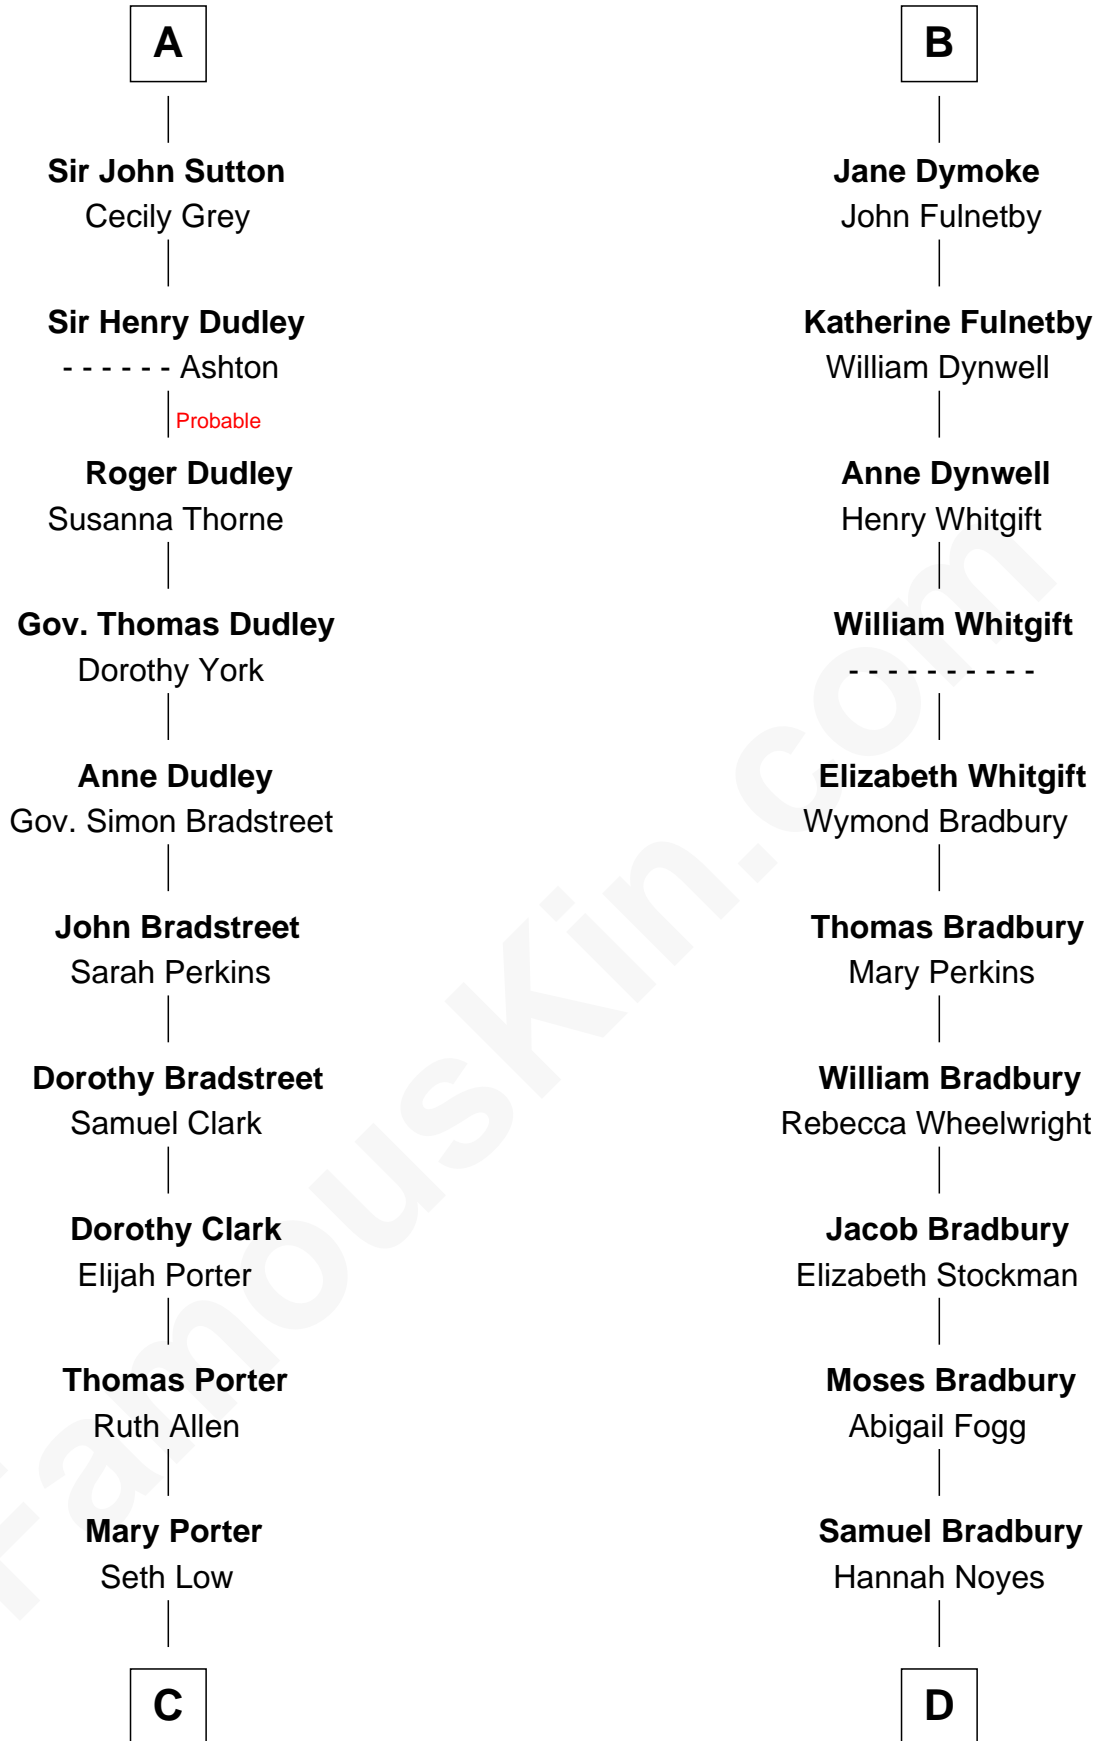 A
Sir John Sutton
Cecily Grey
Sir Henry Dudley
- - - - - - Ashton
Probable
Roger Dudley
Susanna Thorne
Gov. Thomas Dudley
Dorothy York
Anne Dudley
Gov. Simon Bradstreet
John Bradstreet
Sarah Perkins
Dorothy Bradstreet
Samuel Clark
Dorothy Clark
Elijah Porter
Thomas Porter
Ruth Allen
Mary Porter
Seth Low
C
B
Jane Dymoke
John Fulnetby
Katherine Fulnetby
William Dynwell
Anne Dynwell
Henry Whitgift
William Whitgift
- - - - - - - - - -
Elizabeth Whitgift
Wymond Bradbury
Thomas Bradbury
Mary Perkins
William Bradbury
Rebecca Wheelwright
Jacob Bradbury
Elizabeth Stockman
Moses Bradbury
Abigail Fogg
Samuel Bradbury
Hannah Noyes
D
FamousKin.com